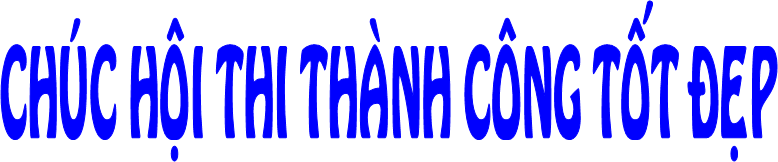 CHÚC HỘI THI THÀNH CÔNG TỐT ĐẸP